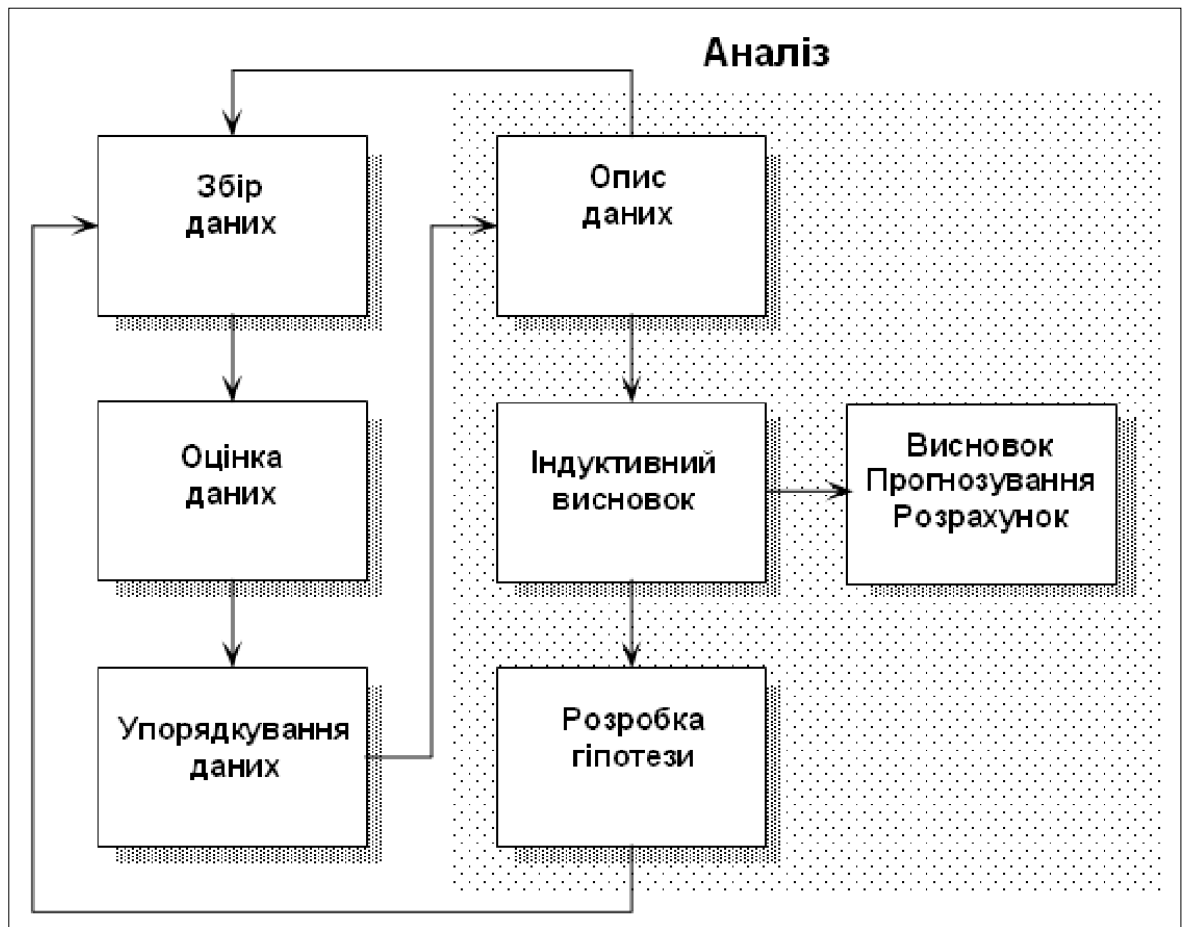 Аналіз
Збір
даних
Оцінка
даних
Упорядкування
даних
Опис
даних
Індуктивний
висновок
Розробка
гіпотези
Висновок
Прогнозування
Розрахунок